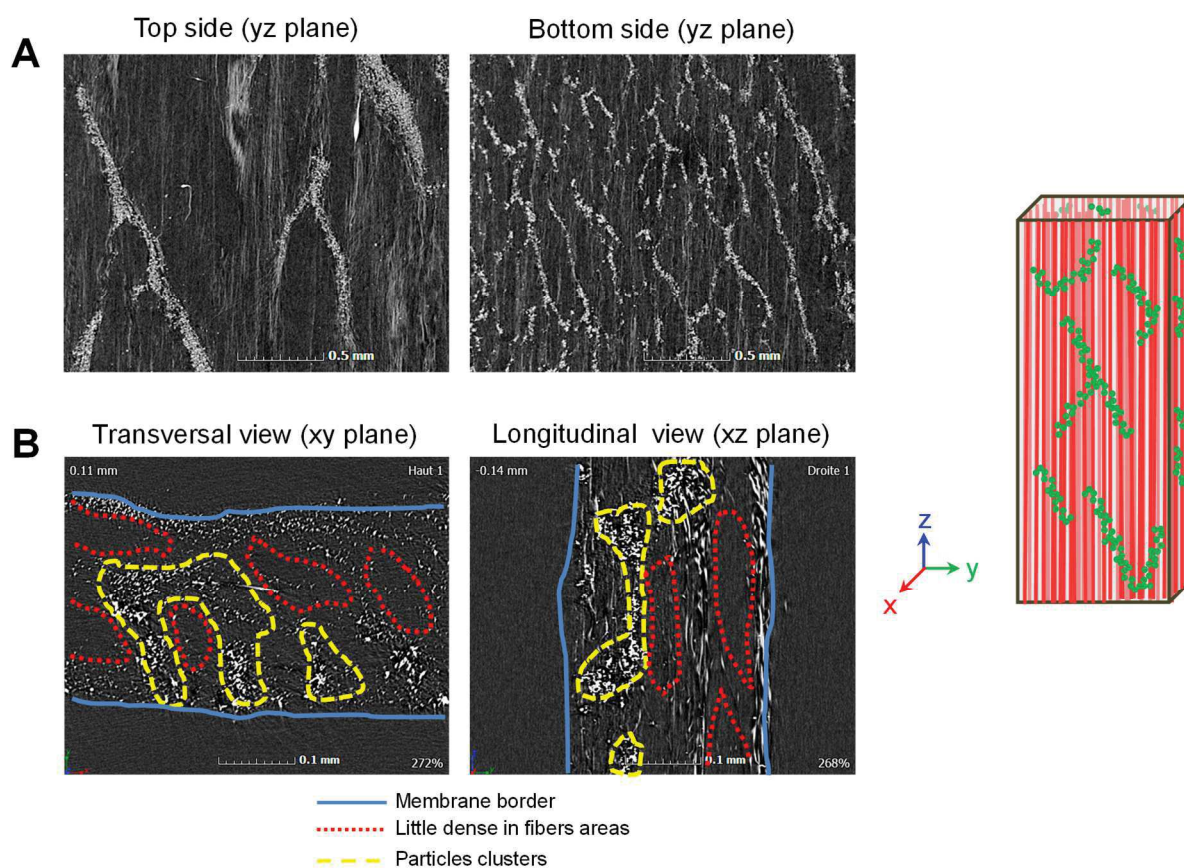 A
Top side (yz plane)
Bottom side (yz plane)
0.5 mm
0.5 mm
B
Transversal view (xy plane)
Longitudinal view (xz plane)
0.11 mm
Haut 1
-0.14 mm
Droite 1
0.1 mm
272%
0.1 mm
268%
z
y
x
Membrane border
Little dense in fibers areas
Particles clusters